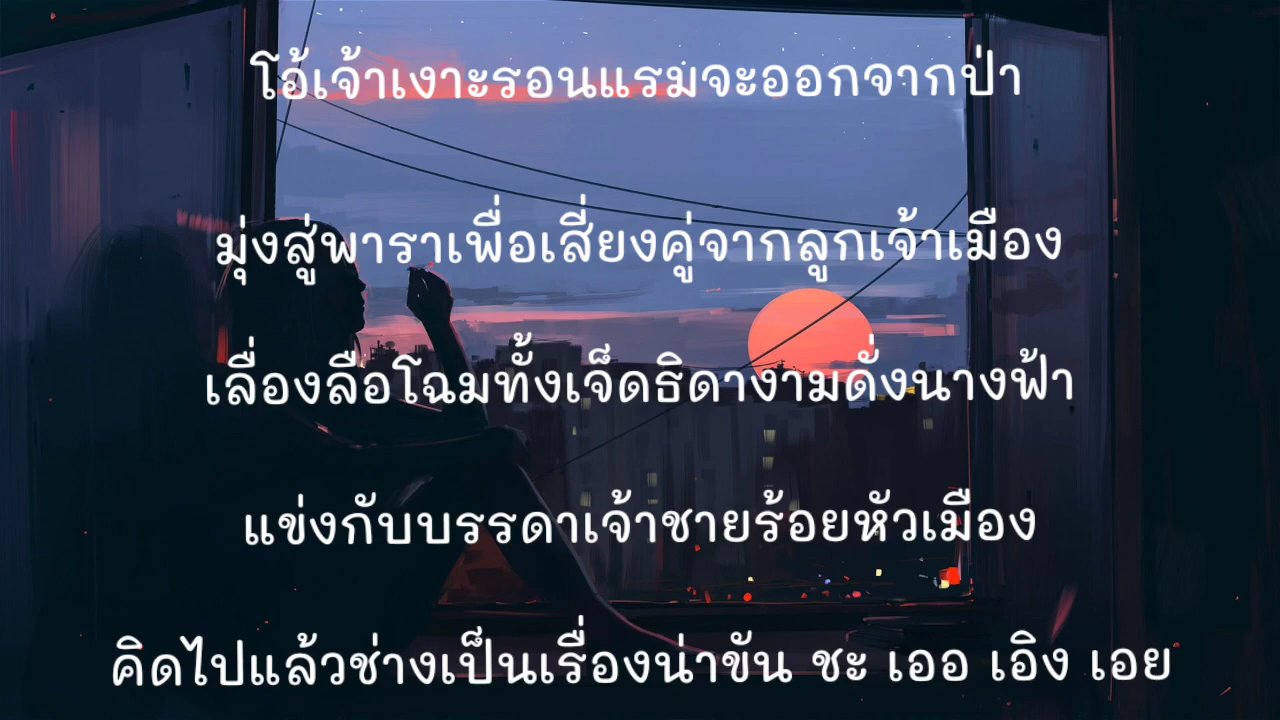 โอ้เจ้าเงาะรอนแรมจะออกจากป่า
มุ่งสู่พาราเพื่อเสี่ยงคู่จากลูกเจ้าเมือง
เลื่องลือโฉมทั้งเจ็ดธิดางามดั่งนางฟ้า
แข่งกับบรรดาเจ้าชายร้อยหัวเมือง
คิดไปแล้วช่างเป็นเรื่องน่าขัน ชะ เออ เอิง เอย